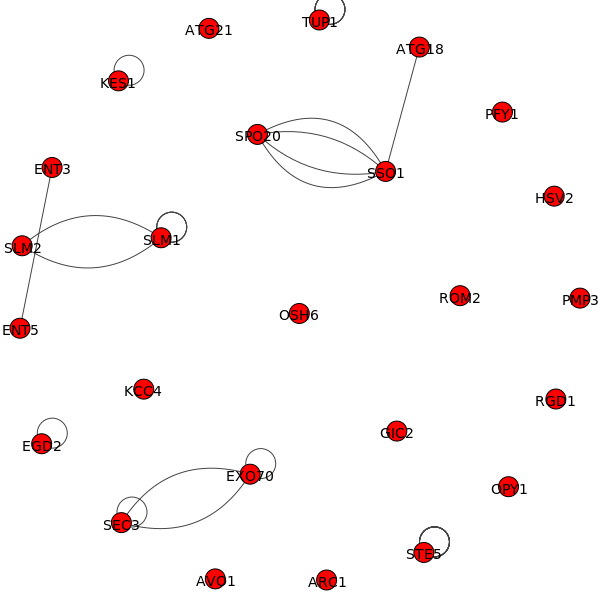 TUP1
ATG21
ATG18
KES1
PFY1
SPO20
SSO1
ENT3
HSV2
SLM1
SLM2
ROM2
PMP3
OSH6
ENT5
KCC4
RGD1
GIC2
EGD2
EXO70
OPY1
SEC3
STE5
AVO1
ARC1